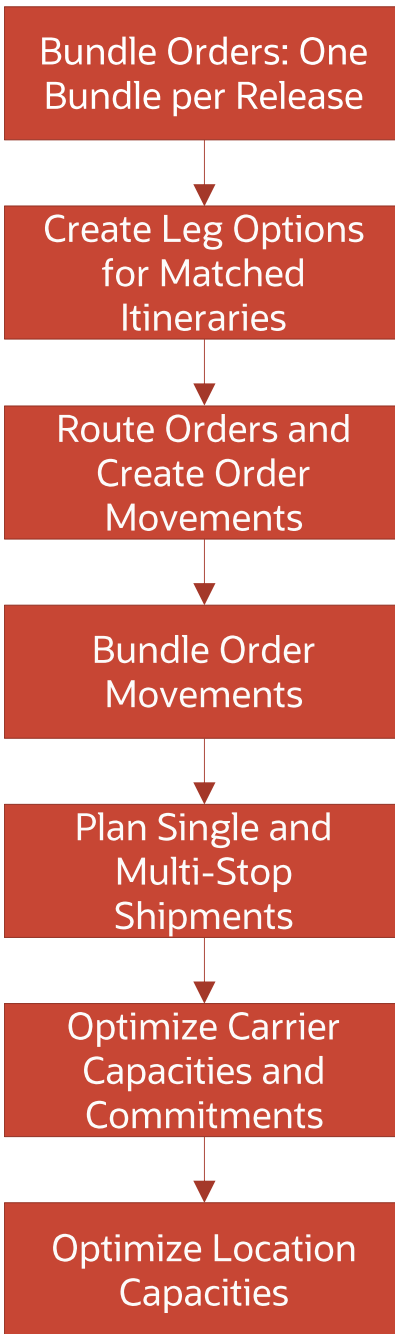 Bundle Orders: One
Bundle per Release
Create Leg Options
for Matched
Itineraries
Route Orders and
Create Order
Movements
Bundle Order
Movements
Plan Single and
Multi-Stop
Shipments
Optimize Carrier
Capacities and
Commitments
Optimize Location
Capacities